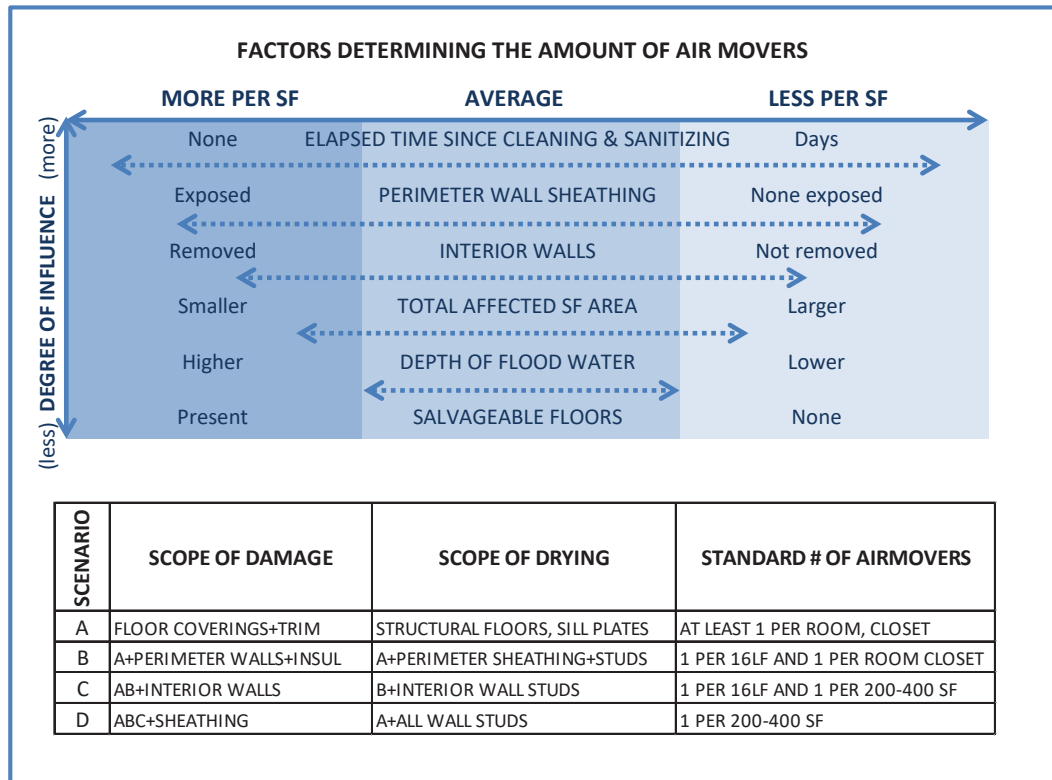 FACTORS DETERMINING THE AMOUNT OF AIR MOVERS
MORE PER SF AVERAGE LESS PER SF
(less) DEGREE OF INFLUENCE (more)
None ELAPSED TIME SINCE CLEANING & SANITIZING Days
Exposed PERIMETER WALL SHEATHING None exposed
Removed INTERIOR WALLS Not removed
Smaller TOTAL AFFECTED SF AREA Larger
Higher DEPTH OF FLOOD WATER Lower
Present SALVAGEABLE FLOORS None
SCENARIO SCOPE OF DAMAGE SCOPE OF DRYING STANDARD # OF AIRMOVERS
A FLOOR COVERINGS+TRIM STRUCTURAL FLOORS, SILL PLATES AT LEAST 1 PER ROOM, CLOSET
B A+PERIMETER WALLS+INSUL A+PERIMETER SHEATHING+STUDS 1 PER 16LF AND 1 PER ROOM CLOSET
C AB+INTERIOR WALLS B+INTERIOR WALL STUDS 1 PER 16LF AND 1 PER 200-400 SF
D ABC+SHEATHING A+ALL WALL STUDS 1 PER 200-400 SF